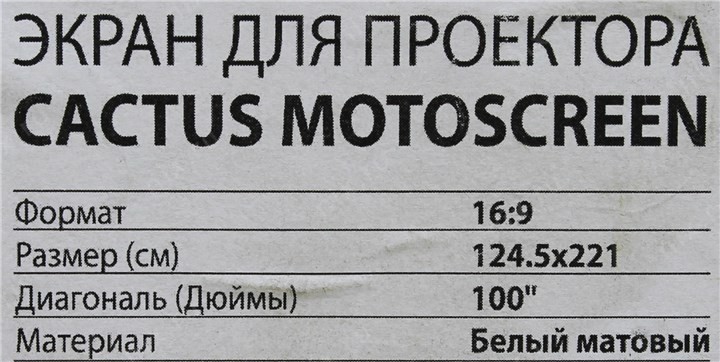 ЭКРАН ДЛЯ ПРОЕКТОРА
CACTUS MOTOSCREEN
Формат 16:9
Размер (см) 124.5x221
Диагональ (Дюймы) 100"
Материал Белый матовый